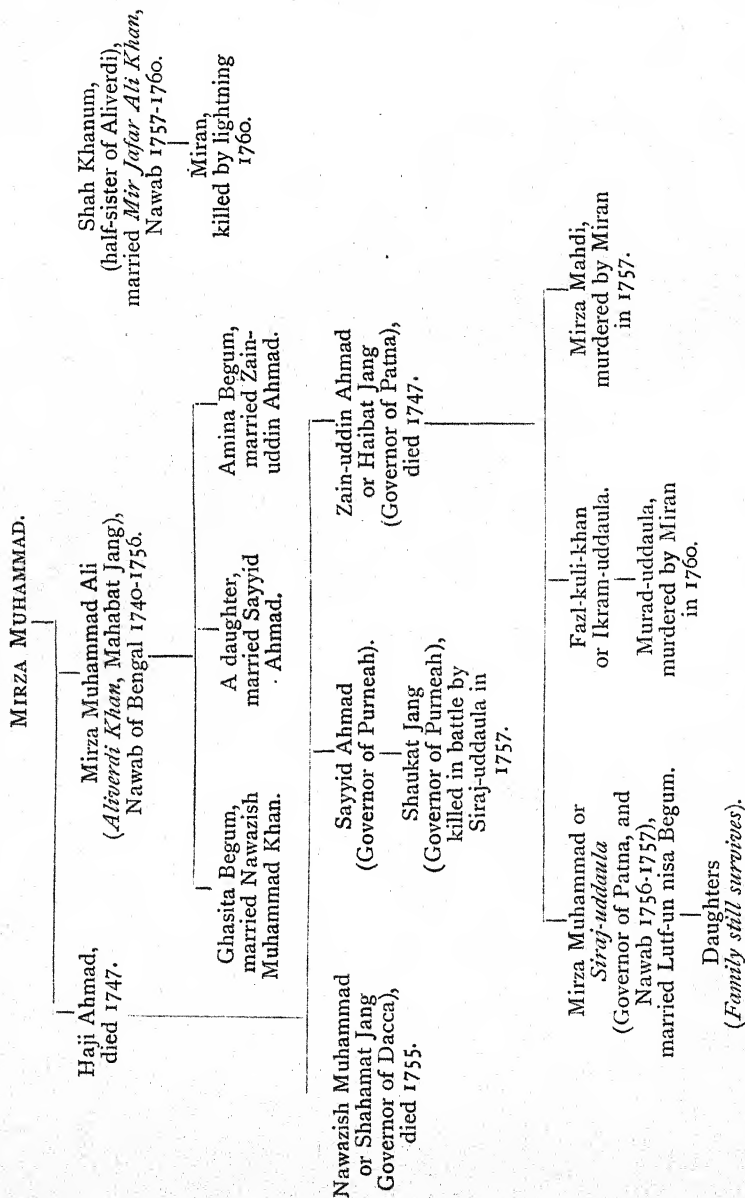 MIRZA MUHAMMAD.
Haji Ahmad,
died 1747.
Mirza Muhammad Ali
(Aliverdi Khan, Mahabat Jang),
Nawab of Bengal 1740-1756.
Shah Khanum,
(half-sister of Aliverdi),
married Mir Jafar Ali Khan,
Nawab 1757-1760.
Miran,
killed by lightning
1760.
Ghasita Begum,
married Nawazish
Muhammad Khan.
A daughter,
married Sayyid
Ahmad.
Amina Begum,
married Zain-
uddin Ahmad.
Nawazish Muhammad
or Shahamat Jang
Governor of Dacca),
died 1755.
Sayyid Ahmad
(Governor of Purneah).
Shaukat Jang
(Governor of Purneah),
killed in battle by
Siraj-uddaula in
1757.
Zain-uddin Ahmad
or Haibat Jang
(Governor of Patna),
died 1747.
Mirza Muhammad or
Siraj-uddaula
(Governor of Patna, and
Nawab 1756-1757),
married Lutf-un nisa Begum.
Daughters
(Family still survives).
Fazl-kuli-khan
or Ikram-uddaula.
Murad-uddaula,
murdered by Miran
in 1760.
Mirza Mahdi,
murdered by Miran
in 1757.